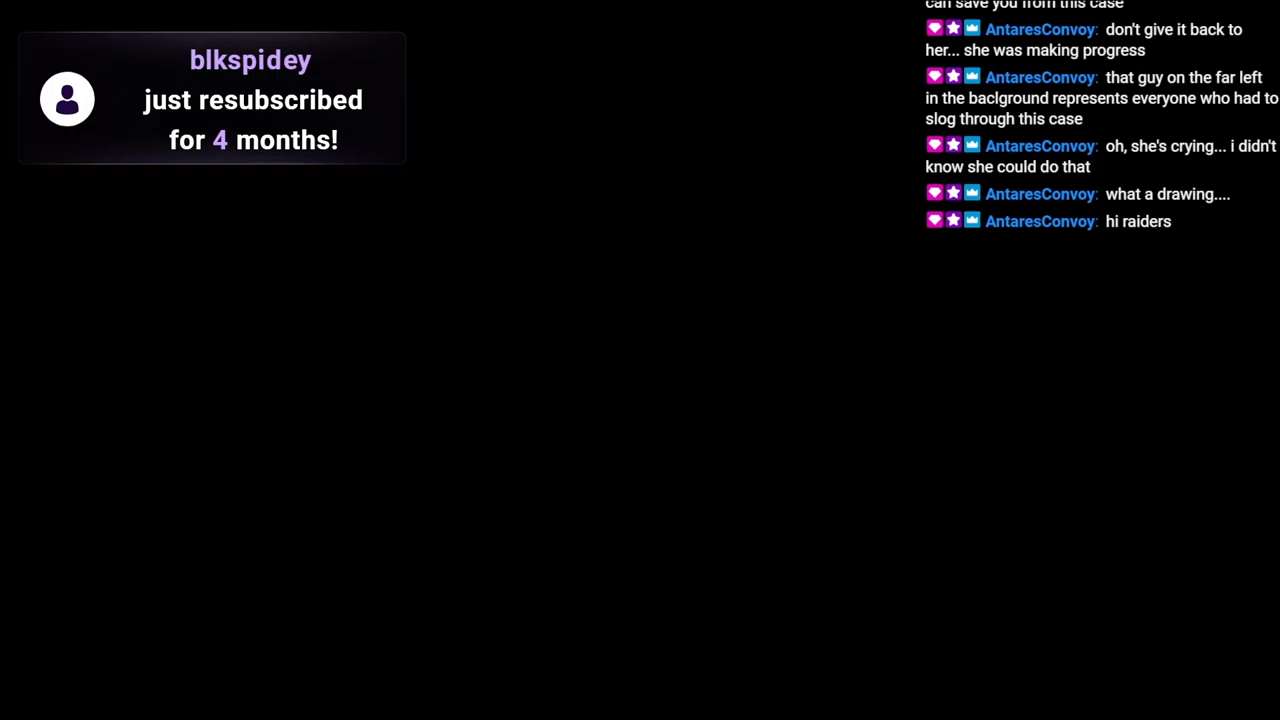 blkspidey
just resubscribed
for 4 months!
can save you from this case
AntaresConvoy: don't give it back to
her... she was making progress
AntaresConvoy: that guy on the far left
in the baclground represents everyone who had to
slog through this case
AntaresConvoy: oh, she's crying... i didn't
know she could do that
AntaresConvoy: what a drawing....
AntaresConvoy: hi raiders